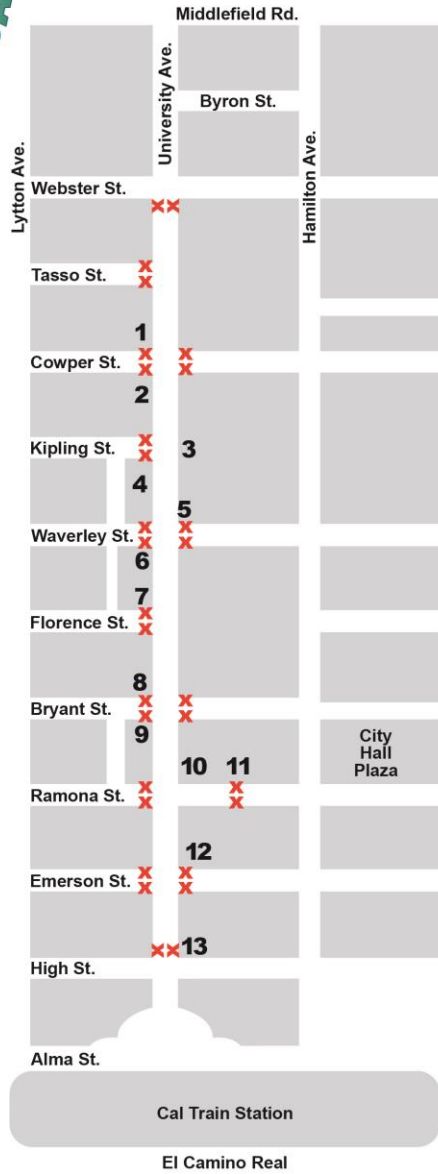 Middlefield Rd.
University Ave.
Byron St.
Lytton Ave.
Hamilton Ave.
Webster St.
XX
X
Tasso St.
X
1
X X
Cowper St.
X X
2
X
Kipling St.
X
3
4
5
X X
Waverley St.
X X
6
7
X
Florence St.
X
8
X X
Bryant St.
X X
9
City
Hall
Plaza
10 11
X X
Ramona St.
X X
12
X X
Emerson St.
X X
XX 13
High St.
Alma St.
Cal Train Station
El Camino Real